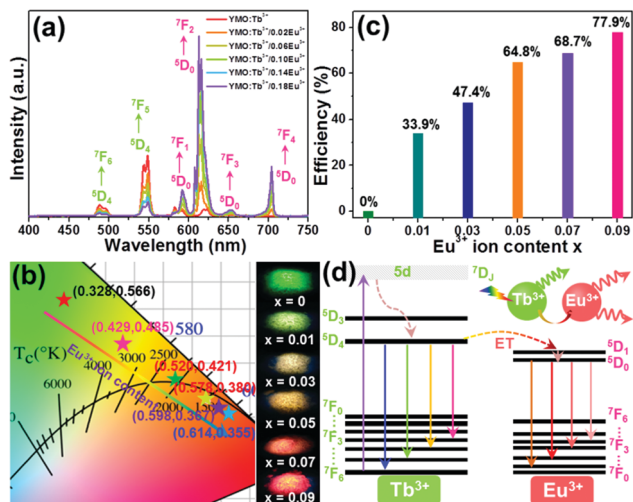 (a)
Intensity (a.u.)
YMO:Tb³⁺
YMO:Tb³⁺/0.02Eu³⁺
YMO:Tb³⁺/0.06Eu³⁺
YMO:Tb³⁺/0.10Eu³⁺
YMO:Tb³⁺/0.14Eu³⁺
YMO:Tb³⁺/0.18Eu³⁺
⁷F₆
⁵D₄
⁷F₅
⁵D₄
⁷F₁
⁵D₀
⁷F₂
⁵D₀
⁷F₃
⁵D₀
⁷F₄
⁵D₀
400 450 500 550 600 650 700 750
Wavelength (nm)
(c)
Efficiency (%)
80
60
40
20
0
0%
33.9%
47.4%
64.8%
68.7%
77.9%
0 0.01 0.03 0.05 0.07 0.09
Eu³⁺ ion content x
(b)
(0.328,0.566)
(0.429,0.485)
580
(0.520,0.421)
(0.578,0.380)
(0.598,0.367)
(0.614,0.355)
Tc(°K)
Eu³⁺ ion content
6000
4000
3000
2500
2000
x = 0
x = 0.01
x = 0.03
x = 0.05
x = 0.07
x = 0.09
(d)
5d
⁷D_J
Tb³⁺
Eu³⁺
⁵D₃
⁵D₄
ET
⁵D₁
⁵D₀
⁷F₀
⁷F₃
⁷F₆
⁷F₆
⁷F₃
⁷F₀
Tb³⁺
Eu³⁺